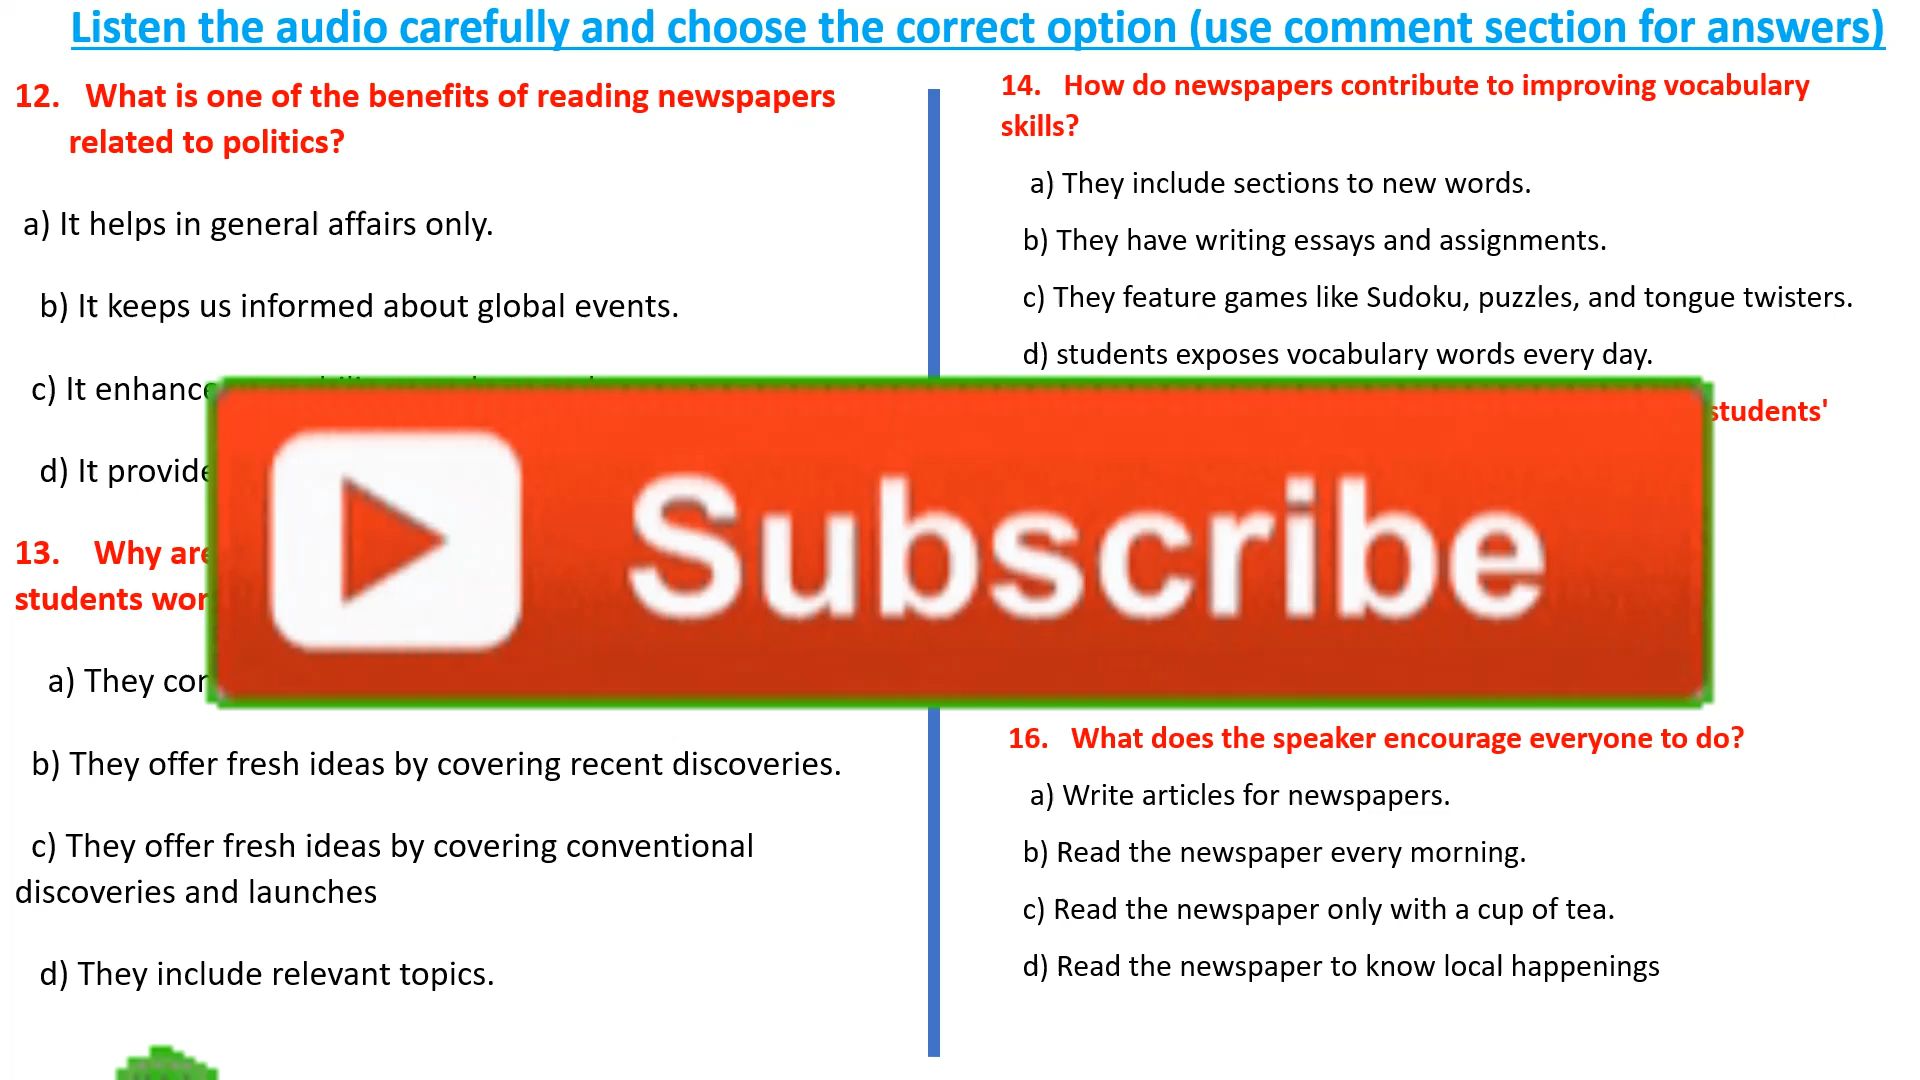 Listen the audio carefully and choose the correct option (use comment section for answers)
12. What is one of the benefits of reading newspapers
related to politics?
a) It helps in general affairs only.
b) It keeps us informed about global events.
c) It
d) It
13. Why
students
a) They
b) They offer fresh ideas by covering recent discoveries.
c) They offer fresh ideas by covering conventional
discoveries and launches
d) They include relevant topics.
14. How do newspapers contribute to improving vocabulary
skills?
a) They include sections to new words.
b) They have writing essays and assignments.
c) They feature games like Sudoku, puzzles, and tongue twisters.
d) students exposes vocabulary words every day.
students'
Subscribe
16. What does the speaker encourage everyone to do?
a) Write articles for newspapers.
b) Read the newspaper every morning.
c) Read the newspaper only with a cup of tea.
d) Read the newspaper to know local happenings